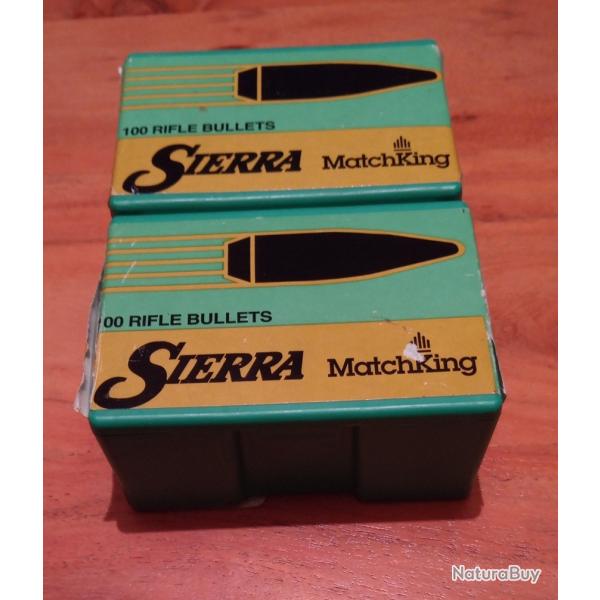 100 RIFLE BULLETS
SIERRA MatchKing
00 RIFLE BULLETS
SIERRA MatchKing
NaturaBuy